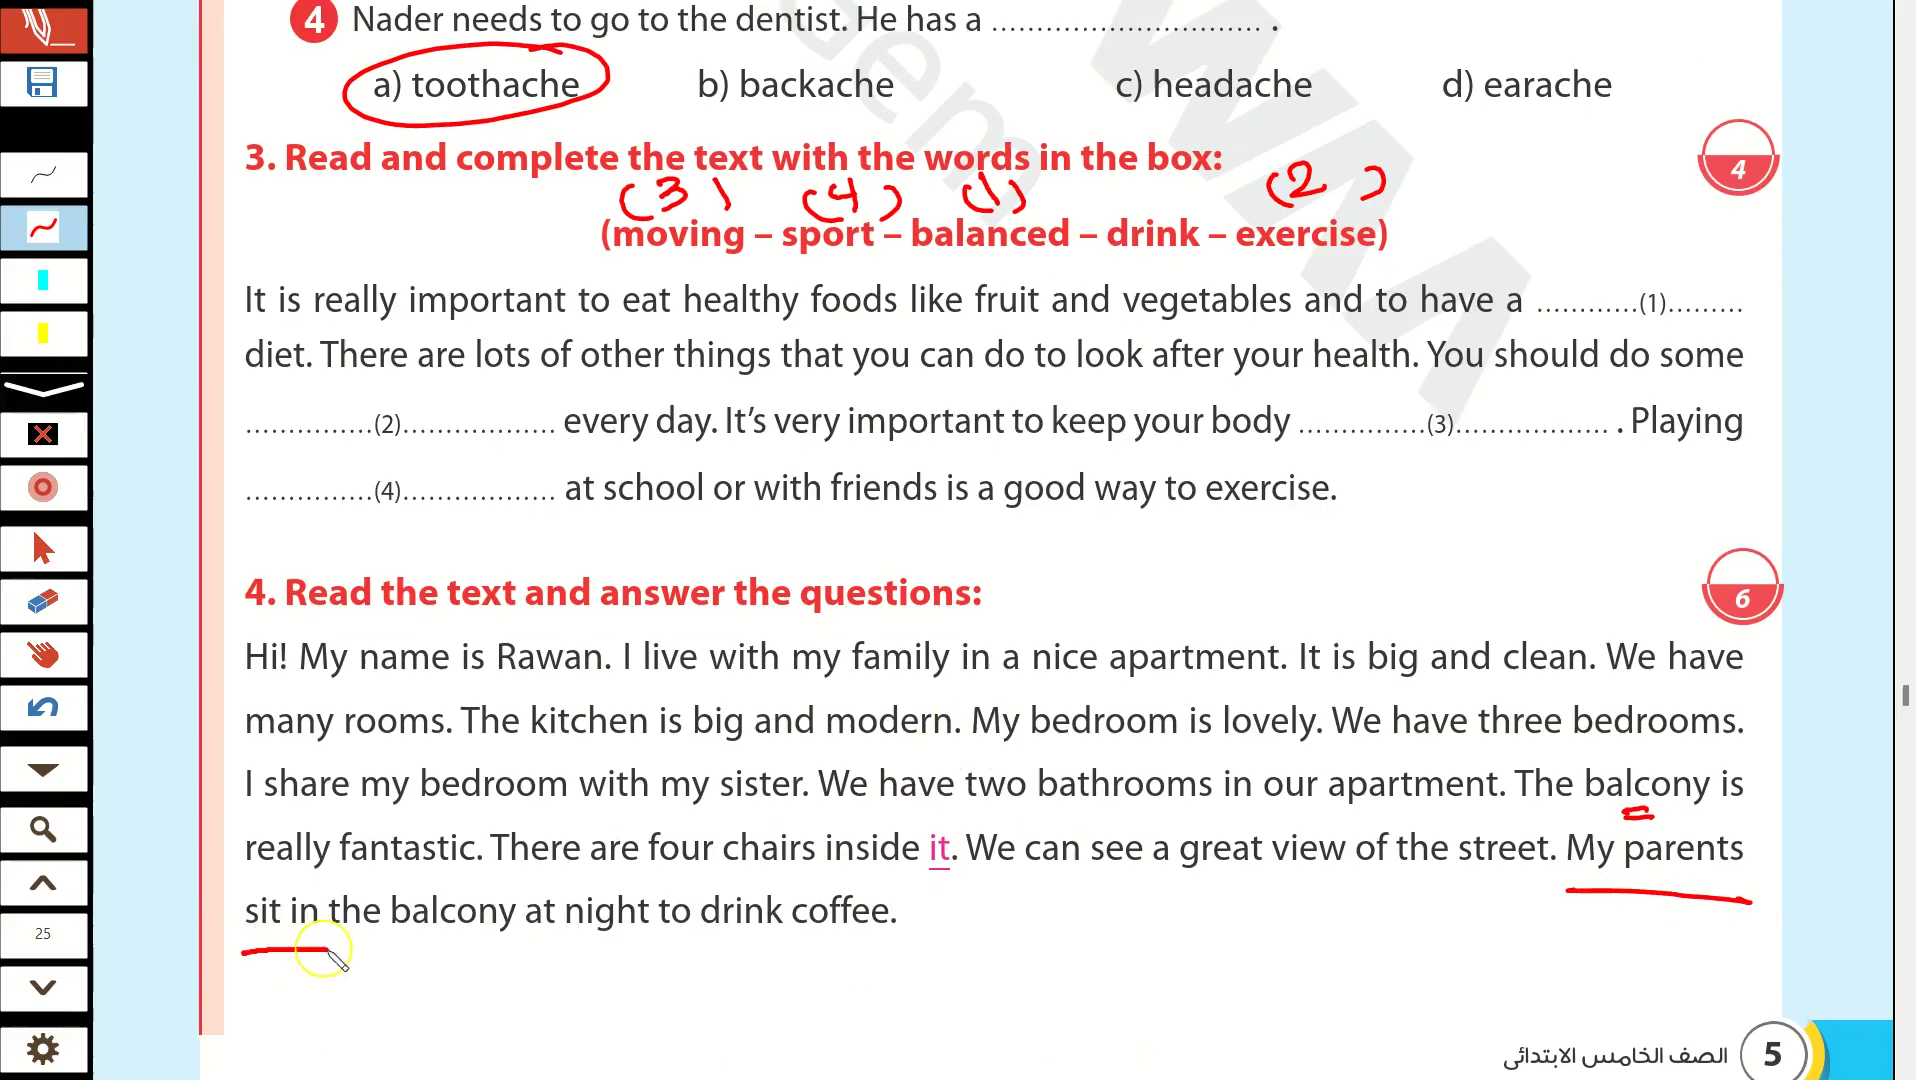 4 Nader needs to go to the dentist. He has a ............................. .
a) toothache b) backache c) headache d) earache
3. Read and complete the text with the words in the box:
4
(3) (4) (1) (2)
(moving – sport – balanced – drink – exercise)
It is really important to eat healthy foods like fruit and vegetables and to have a ............(1).........
diet. There are lots of other things that you can do to look after your health. You should do some
...............(2).................. every day. It's very important to keep your body ...............(3).................. . Playing
...............(4).................. at school or with friends is a good way to exercise.
4. Read the text and answer the questions:
6
Hi! My name is Rawan. I live with my family in a nice apartment. It is big and clean. We have
many rooms. The kitchen is big and modern. My bedroom is lovely. We have three bedrooms.
I share my bedroom with my sister. We have two bathrooms in our apartment. The balcony is
really fantastic. There are four chairs inside it. We can see a great view of the street. My parents
sit in the balcony at night to drink coffee.
25
الصف الخامس الابتدائى 5